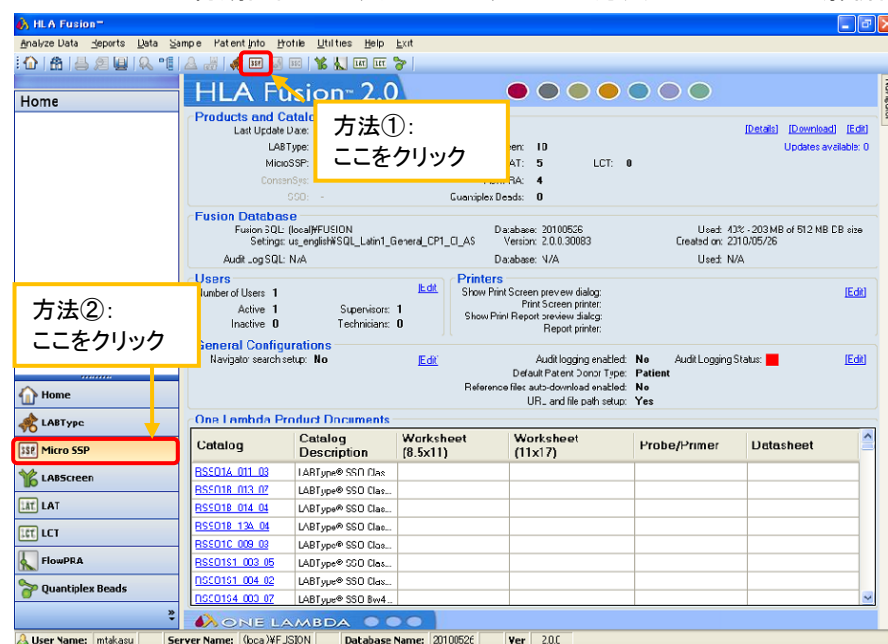 HLA Fusion™
Analyze Data Reports Data Sample Patient Info Profile Utilities Help Exit
Home
HLA Fusion™ 2.0
Products and
Last Update Date:
[Details] [Download] [Edit]
LABType:
10
Updates available: 0
MicroSSP:
LAT: 5
LCT: 0
ConsenSys:
4
SSO: -
Quantiplex Beads: 0
方法①:
ここをクリック
Fusion Database
Fusion SQL: (local)¥FUSION
Database: 20100526
Used: 40% - 203 MB of 512 MB DB size
Settings: us_english¥SQL_Latin1_General_CP1_CI_AS
Version: 2.0.0.30083
Created on: 2010/05/26
Audit Log SQL: N/A
Database: N/A
Used: N/A
Users
[Edit]
Number of Users 1
Active 1
Supervisors: 1
Inactive 0
Technicians: 0
Printers
[Edit]
Show Print Screen preview dialog:
Print Screen printer:
Show Print Report preview dialog:
Report printer:
方法②:
ここをクリック
General Configurations
Navigator search setup: No
[Edit]
Audit logging enabled: No
Audit Logging Status:
[Edit]
Default Patient Donor Type: Patient
Reference files auto-download enabled: No
URL and file path setup: Yes
Home
LABType
SSP Micro SSP
LABScreen
LAT LAT
LCT LCT
FlowPRA
Quantiplex Beads
One Lambda Product Documents
Catalog
Catalog Description
Worksheet (8.5x11)
Worksheet (11x17)
Probe/Primer
Datasheet
RSSO1A_011_03 LABType® SSO Clas
RSSO1B_013_07 LABType® SSO Clas...
RSSO1B_014_04 LABType® SSO Clas...
RSSO1B_13A_04 LABType® SSO Clas...
RSSO1C_009_03 LABType® SSO Clas...
RSSO1S1_003_05 LABType® SSO Clas...
RSSO1S1_004_02 LABType® SSO Clas...
RSSO1S4_003_07 LABType® SSO Bw4...
ONE LAMBDA
User Name: mtakasu Server Name: (local)¥FUSION Database Name: 20100526 Ver 2.0.0